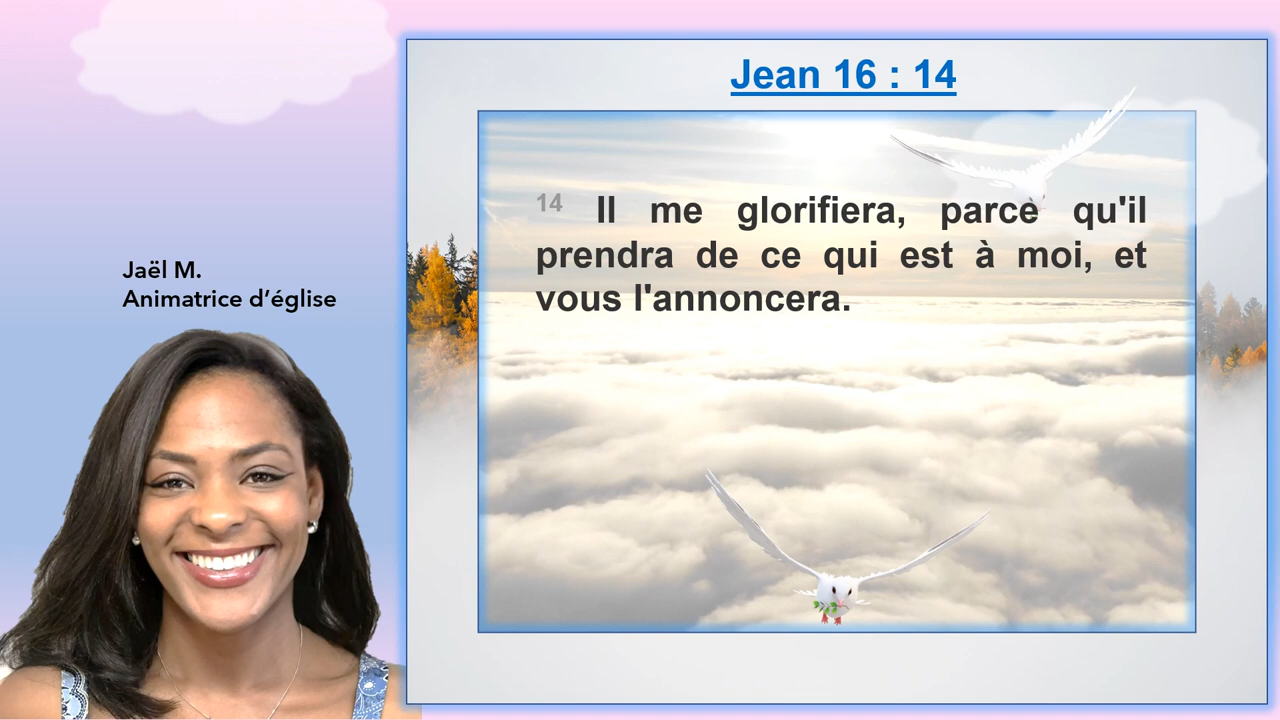 Jean 16 : 14
14 Il me glorifiera, parce qu'il
prendra de ce qui est à moi, et
vous l'annoncera.
Jaël M.
Animatrice d’église